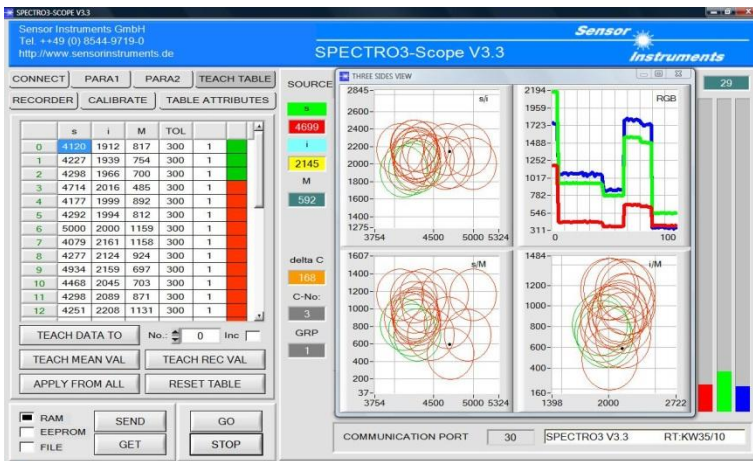 SPECTRO3-SCOPE V3.3
Sensor Instruments GmbH
Tel. ++49 (0) 8544-9719-0
http://www.sensorinstruments.de
SPECTRO3-Scope V3.3
Sensor
Instruments
CONNECT PARA1 PARA2 TEACH TABLE
RECORDER CALIBRATE TABLE ATTRIBUTES
s i M TOL
0 4120 1912 817 300 1
1 4227 1939 754 300 1
2 4298 1966 700 300 1
3 4714 2016 485 300 1
4 4177 1999 892 300 1
5 4292 1994 812 300 1
6 5000 2000 1159 300 1
7 4079 2161 1158 300 1
8 4277 2124 924 300 1
9 4934 2159 697 300 1
10 4468 2045 703 300 1
11 4298 2089 871 300 1
12 4251 2208 1131 300 1
TEACH DATA TO No.: 0 Inc
TEACH MEAN VAL TEACH REC VAL
APPLY FROM ALL RESET TABLE
RAM
EEPROM
FILE
SEND GO
GET STOP
SOURCE
s
4699
i
2145
M
592
delta C
168
C-No:
3
GRP
1
THREE SIDES VIEW
29
s/i
2845
2600
2400
2200
2000
1800
1600
1400
1275
3754 4500 5000 5324
RGB
2194
1959
1723
1488
1252
1017
782
546
311
0 100
s/M
1607
1400
1200
1000
800
600
400
200
37
3754 4500 5000 5324
i/M
1484
1200
1000
800
600
400
160
1398 2000 2722
COMMUNICATION PORT 30 SPECTRO3 V3.3 RT:KW35/10